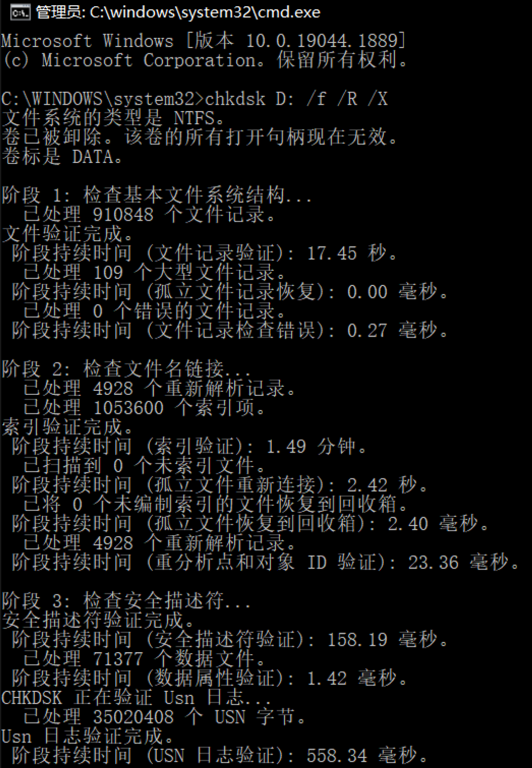 管理员: C:\windows\system32\cmd.exe
Microsoft Windows [版本 10.0.19044.1889]
(c) Microsoft Corporation。保留所有权利。
C:\WINDOWS\system32>chkdsk D: /f /R /X
文件系统的类型是 NTFS。
卷已被卸除。该卷的所有打开句柄现在无效。
卷标是 DATA。
阶段 1: 检查基本文件系统结构...
已处理 910848 个文件记录。
文件验证完成。
阶段持续时间 (文件记录验证): 17.45 秒。
已处理 109 个大型文件记录。
阶段持续时间 (孤立文件记录恢复): 0.00 毫秒。
已处理 0 个错误的文件记录。
阶段持续时间 (文件记录检查错误): 0.27 毫秒。
阶段 2: 检查文件名链接...
已处理 4928 个重新解析记录。
已处理 1053600 个索引项。
索引验证完成。
阶段持续时间 (索引验证): 1.49 分钟。
已扫描到 0 个未索引文件。
阶段持续时间 (孤立文件重新连接): 2.42 秒。
已将 0 个未编制索引的文件恢复到回收箱。
阶段持续时间 (孤立文件恢复到回收箱): 2.40 毫秒。
已处理 4928 个重新解析记录。
阶段持续时间 (重分析点和对象 ID 验证): 23.36 毫秒。
阶段 3: 检查安全描述符...
安全描述符验证完成。
阶段持续时间 (安全描述符验证): 158.19 毫秒。
已处理 71377 个数据文件。
阶段持续时间 (数据属性验证): 1.42 毫秒。
CHKDSK 正在验证 Usn 日志...
已处理 35020408 个 USN 字节。
Usn 日志验证完成。
阶段持续时间 (USN 日志验证): 558.34 毫秒。